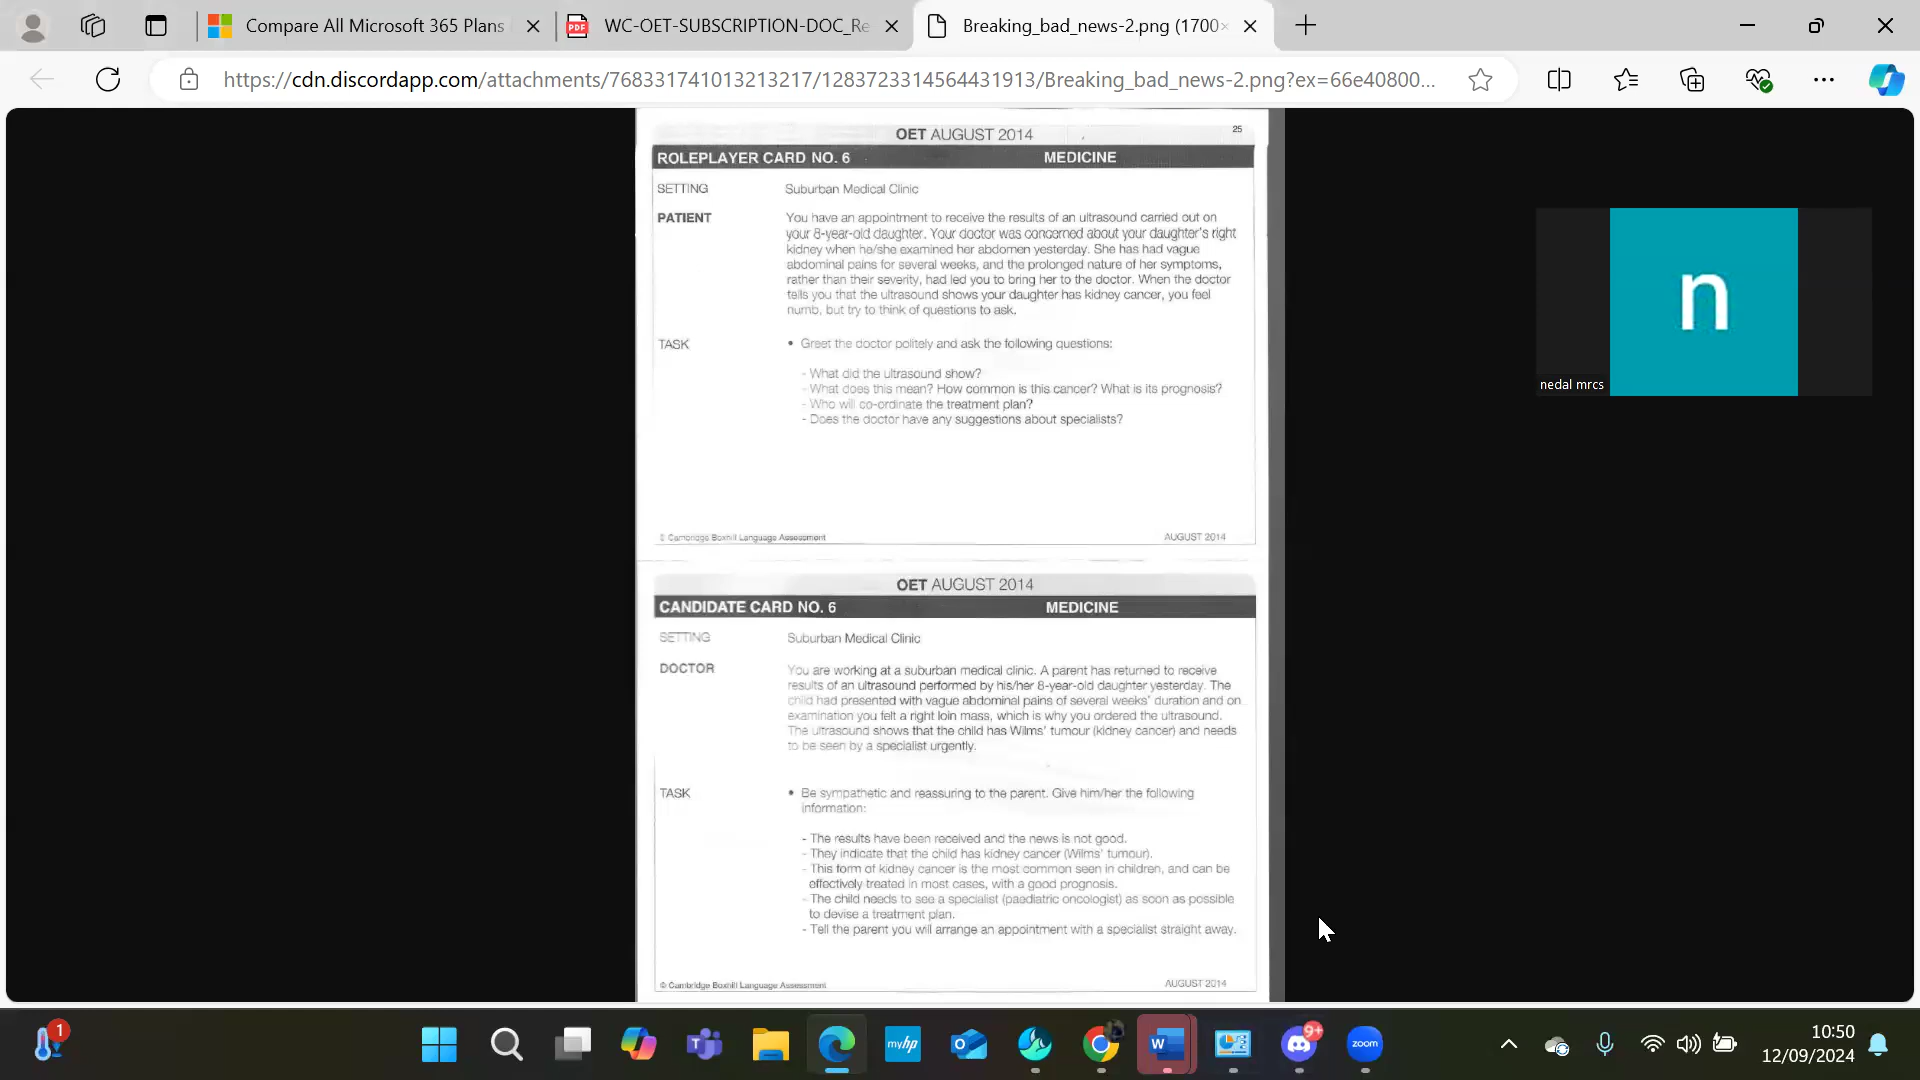 Compare All Microsoft 365 Plans
WC-OET-SUBSCRIPTION-DOC_Re
Breaking_bad_news-2.png (1700×
https://cdn.discordapp.com/attachments/768331741013213217/1283723314564431913/Breaking_bad_news-2.png?ex=66e40800...
OET AUGUST 2014
25
ROLEPLAYER CARD NO. 6 MEDICINE
SETTING Suburban Medical Clinic
PATIENT You have an appointment to receive the results of an ultrasound carried out on
your 8-year-old daughter. Your doctor was concerned about your daughter's right
kidney when he/she examined her abdomen yesterday. She has had vague
abdominal pains for several weeks, and the prolonged nature of her symptoms,
rather than their severity, had led you to bring her to the doctor. When the doctor
tells you that the ultrasound shows your daughter has kidney cancer, you feel
numb, but try to think of questions to ask.
TASK • Greet the doctor politely and ask the following questions:
- What did the ultrasound show?
- What does this mean? How common is this cancer? What is its prognosis?
- Who will co-ordinate the treatment plan?
- Does the doctor have any suggestions about specialists?
© Cambridge Boxhill Language Assessment AUGUST 2014
OET AUGUST 2014
CANDIDATE CARD NO. 6 MEDICINE
SETTING Suburban Medical Clinic
DOCTOR You are working at a suburban medical clinic. A parent has returned to receive
results of an ultrasound performed by his/her 8-year-old daughter yesterday. The
child had presented with vague abdominal pains of several weeks' duration and on
examination you felt a right loin mass, which is why you ordered the ultrasound.
The ultrasound shows that the child has Wilms' tumour (kidney cancer) and needs
to be seen by a specialist urgently.
TASK • Be sympathetic and reassuring to the parent. Give him/her the following
information:
- The results have been received and the news is not good.
- They indicate that the child has kidney cancer (Wilms' tumour).
- This form of kidney cancer is the most common seen in children, and can be
effectively treated in most cases, with a good prognosis.
- The child needs to see a specialist (paediatric oncologist) as soon as possible
to devise a treatment plan.
- Tell the parent you will arrange an appointment with a specialist straight away.
© Cambridge Boxhill Language Assessment AUGUST 2014
n
nedal mrcs
1
myhp
W
9+
zoom
10:50
12/09/2024